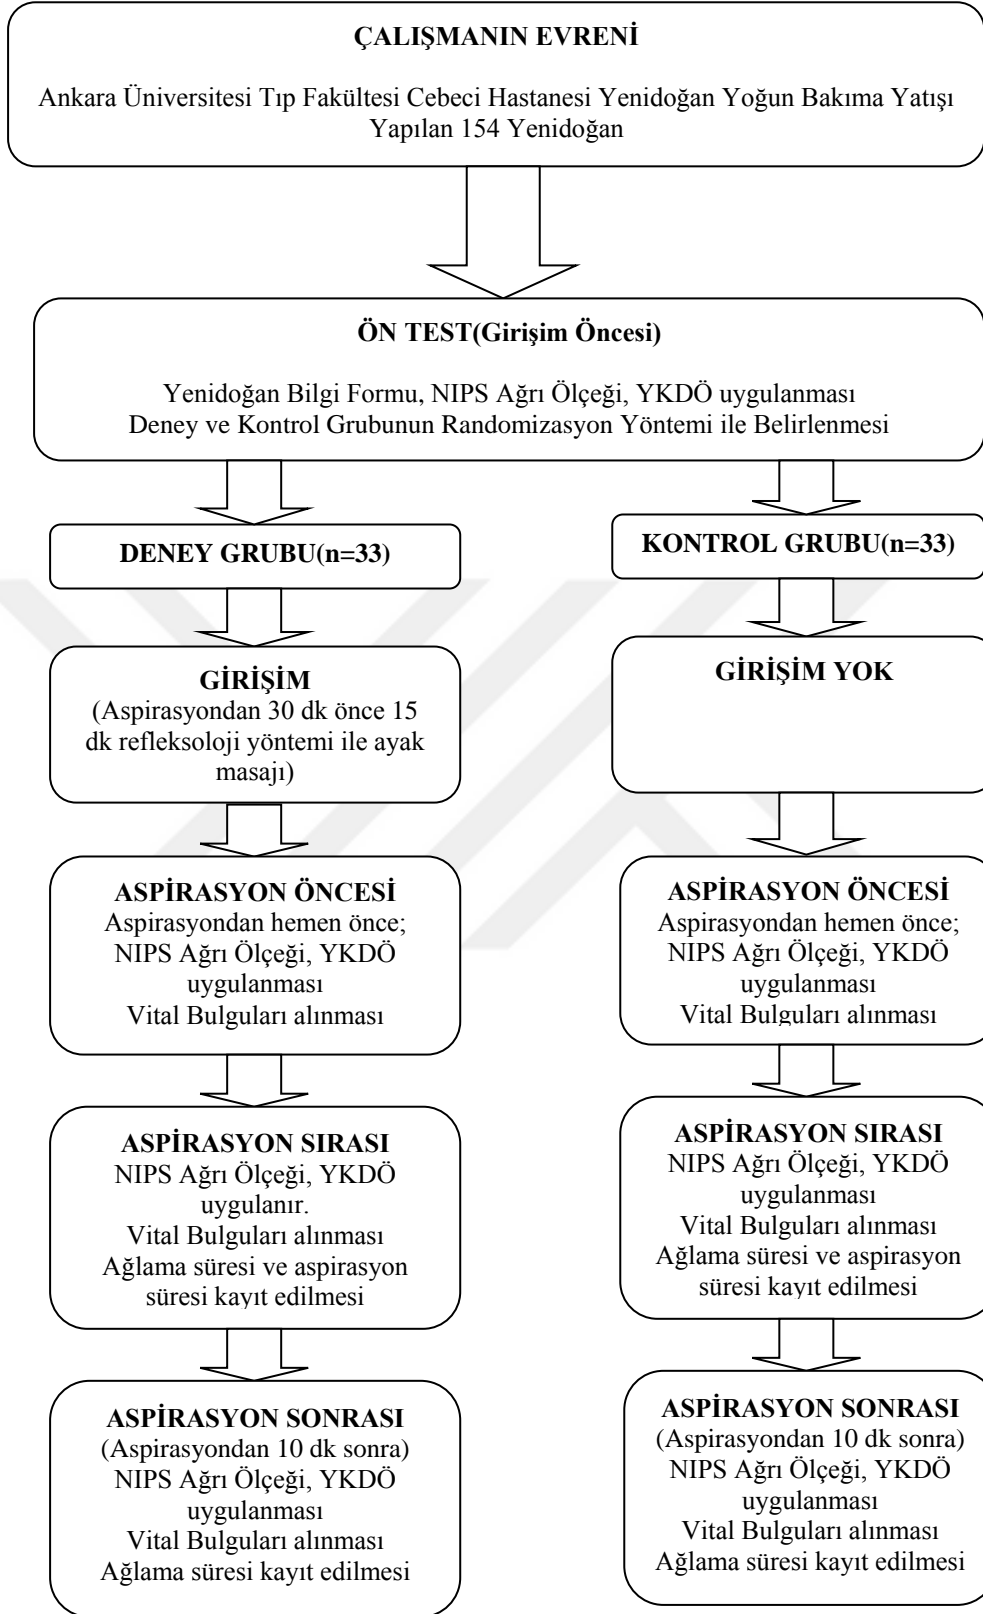 ÇALIŞMANIN EVRENİ
Ankara Üniversitesi Tıp Fakültesi Cebeci Hastanesi Yenidoğan Yoğun Bakıma Yatışı
Yapılan 154 Yenidoğan
ÖN TEST(Girişim Öncesi)
Yenidoğan Bilgi Formu, NIPS Ağrı Ölçeği, YKDÖ uygulanması
Deney ve Kontrol Grubunun Randomizasyon Yöntemi ile Belirlenmesi
DENEY GRUBU(n=33)
GİRİŞİM
(Aspirasyondan 30 dk önce 15
dk refleksoloji yöntemi ile ayak
masajı)
ASPİRASYON ÖNCESİ
Aspirasyondan hemen önce;
NIPS Ağrı Ölçeği, YKDÖ
uygulanması
Vital Bulguları alınması
ASPİRASYON SIRASI
NIPS Ağrı Ölçeği, YKDÖ
uygulanır.
Vital Bulguları alınması
Ağlama süresi ve aspirasyon
süresi kayıt edilmesi
ASPİRASYON SONRASI
(Aspirasyondan 10 dk sonra)
NIPS Ağrı Ölçeği, YKDÖ
uygulanması
Vital Bulguları alınması
Ağlama süresi kayıt edilmesi
KONTROL GRUBU(n=33)
GİRİŞİM YOK
ASPİRASYON ÖNCESİ
Aspirasyondan hemen önce;
NIPS Ağrı Ölçeği, YKDÖ
uygulanması
Vital Bulguları alınması
ASPİRASYON SIRASI
NIPS Ağrı Ölçeği, YKDÖ
uygulanması
Vital Bulguları alınması
Ağlama süresi ve aspirasyon
süresi kayıt edilmesi
ASPİRASYON SONRASI
(Aspirasyondan 10 dk sonra)
NIPS Ağrı Ölçeği, YKDÖ
uygulanması
Vital Bulguları alınması
Ağlama süresi kayıt edilmesi